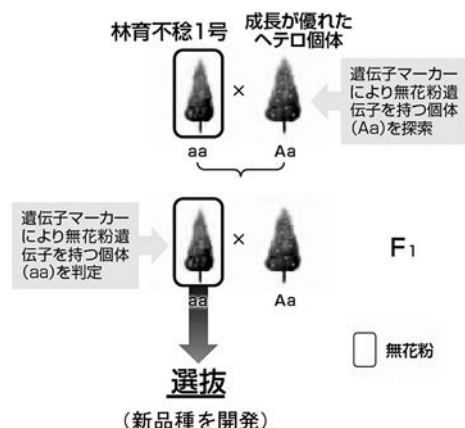 林育不稔1号
成長が優れた
ヘテロ個体
×
遺伝子マーカー
により無花粉遺
伝子を持つ個体
(Aa)を探索
aa
Aa
遺伝子マーカー
により無花粉遺
伝子を持つ個体
(aa)を判定
×
F1
aa
Aa
無花粉
選抜
(新品種を開発)